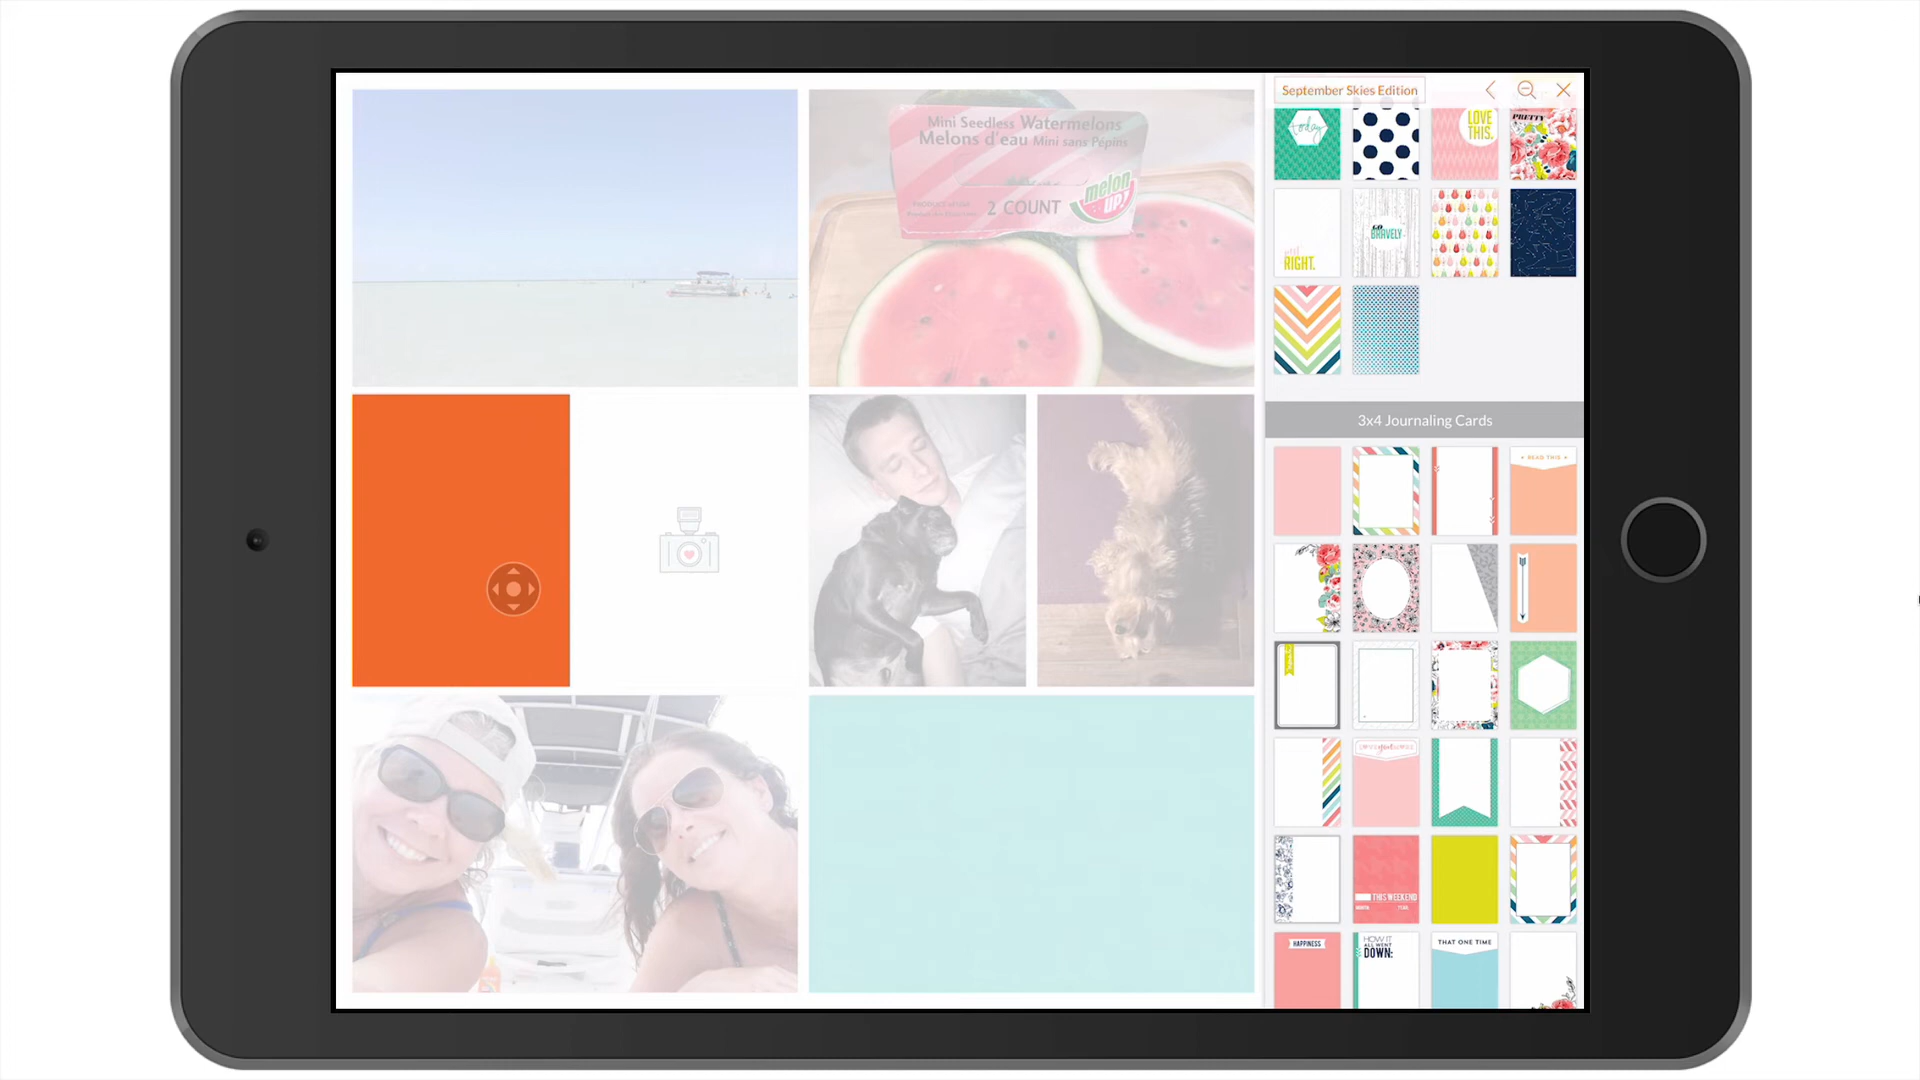 September Skies Edition
today
LOVE
THIS.
PRETTY
Mini Seedless Watermelons
Melons d'eau Mini sans Pépins
melon
UP!
2 COUNT
just
RIGHT.
GO
BRAVELY
3x4 Journaling Cards
READ THIS
THIS WEEKEND
HAPPINESS
HOW IT
ALL WENT
DOWN:
THAT ONE TIME